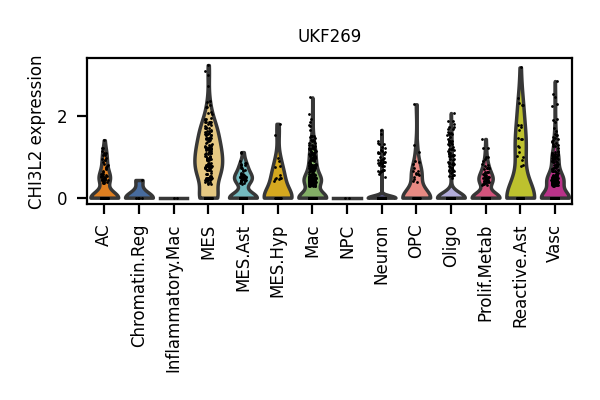 UKF269
CHI3L2 expression
2
0
AC
Chromatin.Reg
Inflammatory.Mac
MES
MES.Ast
MES.Hyp
Mac
NPC
Neuron
OPC
Oligo
Prolif.Metab
Reactive.Ast
Vasc